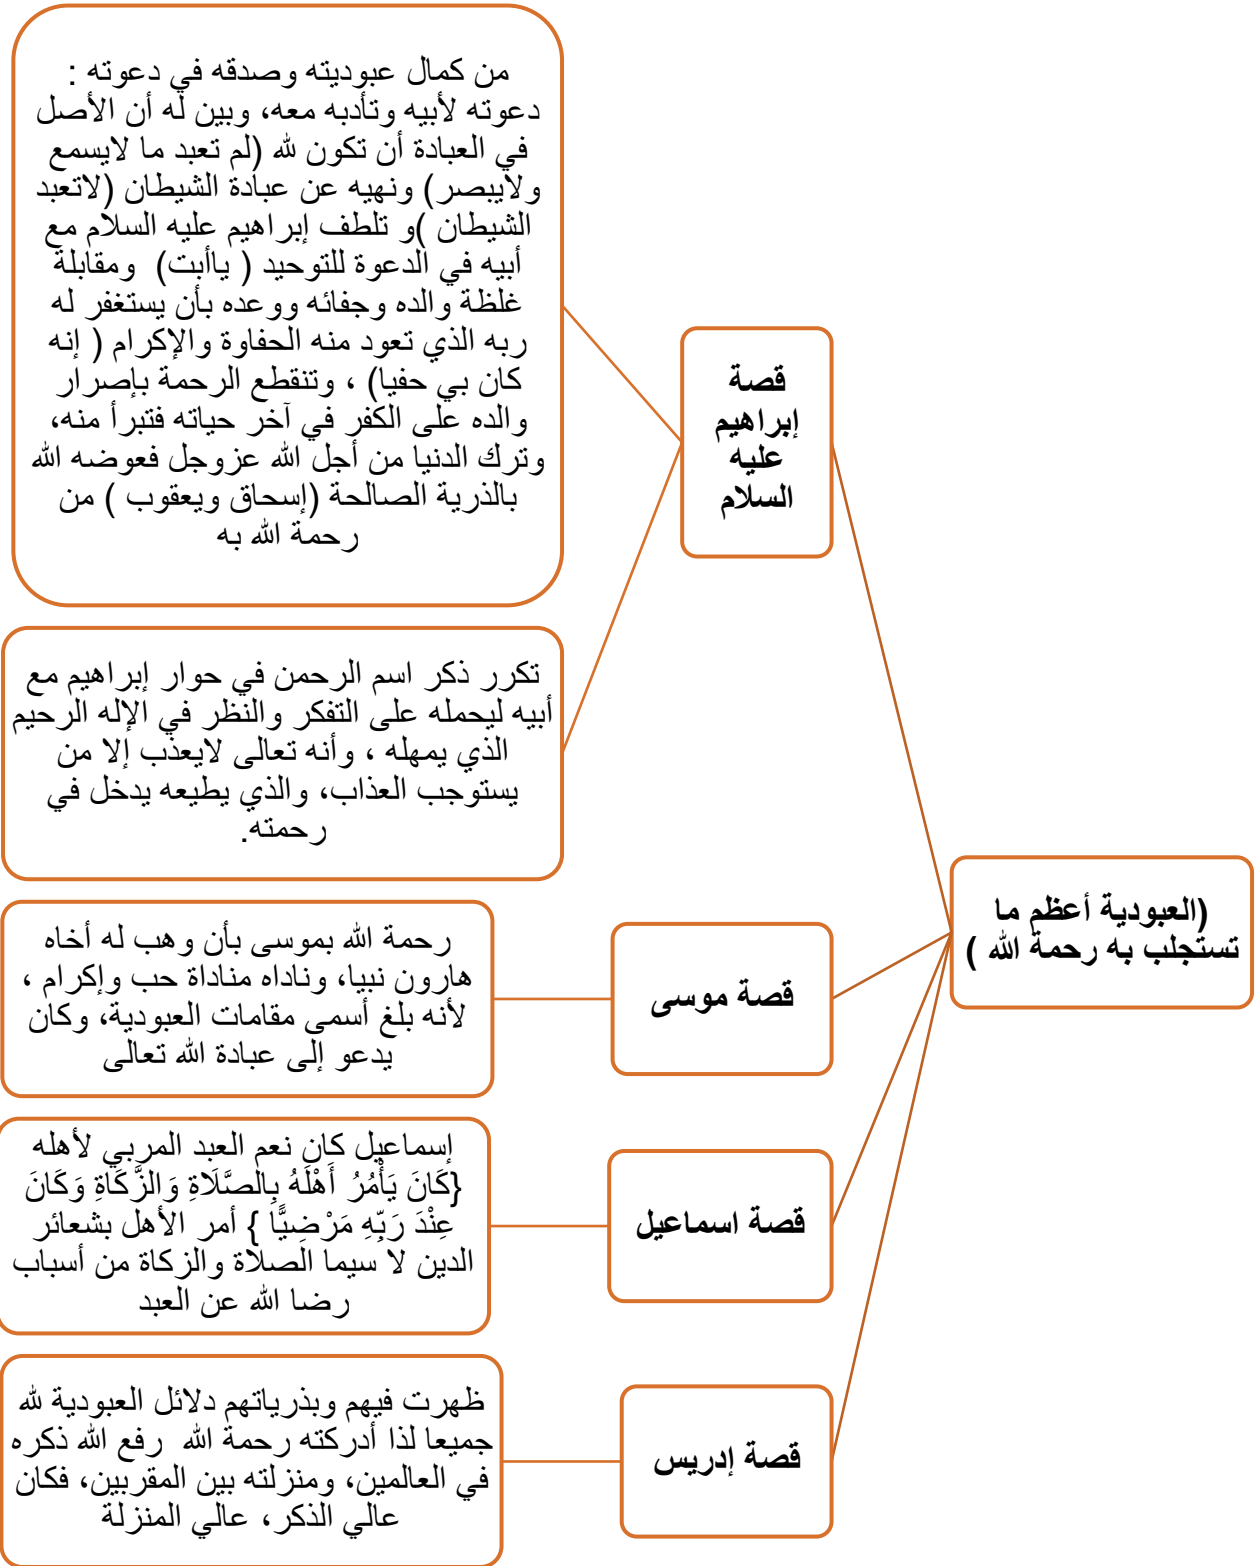 (العبودية أعظم ما
تستجلب به رحمة الله )
قصة
إبراهيم
عليه
السلام
من كمال عبوديته وصدقه في دعوته :
دعوته لأبيه وتأدبه معه، وبين له أن الأصل
في العبادة أن تكون لله (لم تعبد ما لايسمع
ولايبصر) ونهيه عن عبادة الشيطان (لاتعبد
الشيطان )و تلطف إبراهيم عليه السلام مع
أبيه في الدعوة للتوحيد ( ياأبت) ومقابلة
غلظة والده وجفائه ووعده بأن يستغفر له
ربه الذي تعود منه الحفاوة والإكرام ( إنه
كان بي حفيا) ، وتنقطع الرحمة بإصرار
والده على الكفر في آخر حياته فتبرأ منه،
وترك الدنيا من أجل الله عزوجل فعوضه الله
بالذرية الصالحة (إسحاق ويعقوب ) من
رحمة الله به
تكرر ذكر اسم الرحمن في حوار إبراهيم مع
أبيه ليحمله على التفكر والنظر في الإله الرحيم
الذي يمهله ، وأنه تعالى لايعذب إلا من
يستوجب العذاب، والذي يطيعه يدخل في
رحمته.
قصة موسى
رحمة الله بموسى بأن وهب له أخاه
هارون نبيا، وناداه مناداة حب وإكرام ،
لأنه بلغ أسمى مقامات العبودية، وكان
يدعو إلى عبادة الله تعالى
قصة اسماعيل
إسماعيل كان نعم العبد المربي لأهله
{كَانَ يَأْمُرُ أَهْلَهُ بِالصَّلَاةِ وَالزَّكَاةِ وَكَانَ
عِنْدَ رَبِّهِ مَرْضِيًّا } أمر الأهل بشعائر
الدين لا سيما الصلاة والزكاة من أسباب
رضا الله عن العبد
قصة إدريس
ظهرت فيهم وبذرياتهم دلائل العبودية لله
جميعا لذا أدركته رحمة الله رفع الله ذكره
في العالمين، ومنزلته بين المقربين، فكان
عالي الذكر، عالي المنزلة